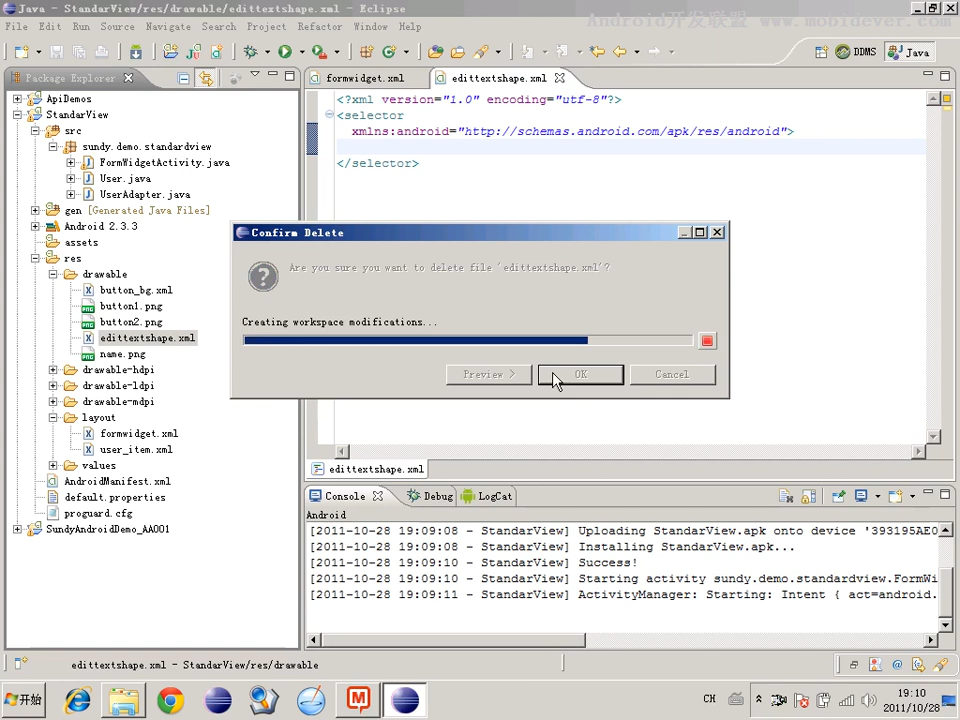 Java - StandarView/res/drawable/edittextshape.xml - Eclipse
Android开发联盟 www.mobidever.com
File Edit Run Source Navigate Search Project Refactor Window Help
DDMS Java
Package Explorer
formwidget.xml edittextshape.xml
ApiDemos
StandarView
src
sundy.demo.standardview
FormWidgetActivity.java
User.java
UserAdapter.java
gen [Generated Java Files]
Android 2.3.3
assets
res
drawable
button_bg.xml
button1.png
button2.png
edittextshape.xml
name.png
drawable-hdpi
drawable-ldpi
drawable-mdpi
layout
formwidget.xml
user_item.xml
values
AndroidManifest.xml
default.properties
proguard.cfg
SundyAndroidDemo_AA001
<?xml version="1.0" encoding="utf-8"?>
<selector
xmlns:android="http://schemas.android.com/apk/res/android">
</selector>
Confirm Delete
Are you sure you want to delete file 'edittextshape.xml'?
Creating workspace modifications...
Preview > OK Cancel
edittextshape.xml
Console Debug LogCat
Android
[2011-10-28 19:09:08 - StandarView] Uploading StandarView.apk onto device '393195AE0
[2011-10-28 19:09:08 - StandarView] Installing StandarView.apk...
[2011-10-28 19:09:10 - StandarView] Success!
[2011-10-28 19:09:10 - StandarView] Starting activity sundy.demo.standardview.FormWi
[2011-10-28 19:09:11 - StandarView] ActivityManager: Starting: Intent { act=android.
edittextshape.xml - StandarView/res/drawable
开始
CH
19:10
2011/10/28